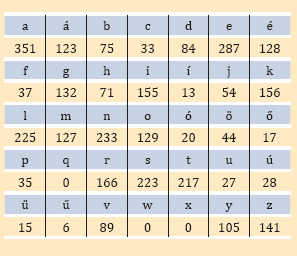 a á b c d e é
351 123 75 33 84 287 128
f g h i í j k
37 132 71 155 13 54 156
l m n o ó ö ő
225 127 233 129 20 44 17
p q r s t u ú
35 0 166 223 217 27 28
ü ű v w x y z
15 6 89 0 0 105 141